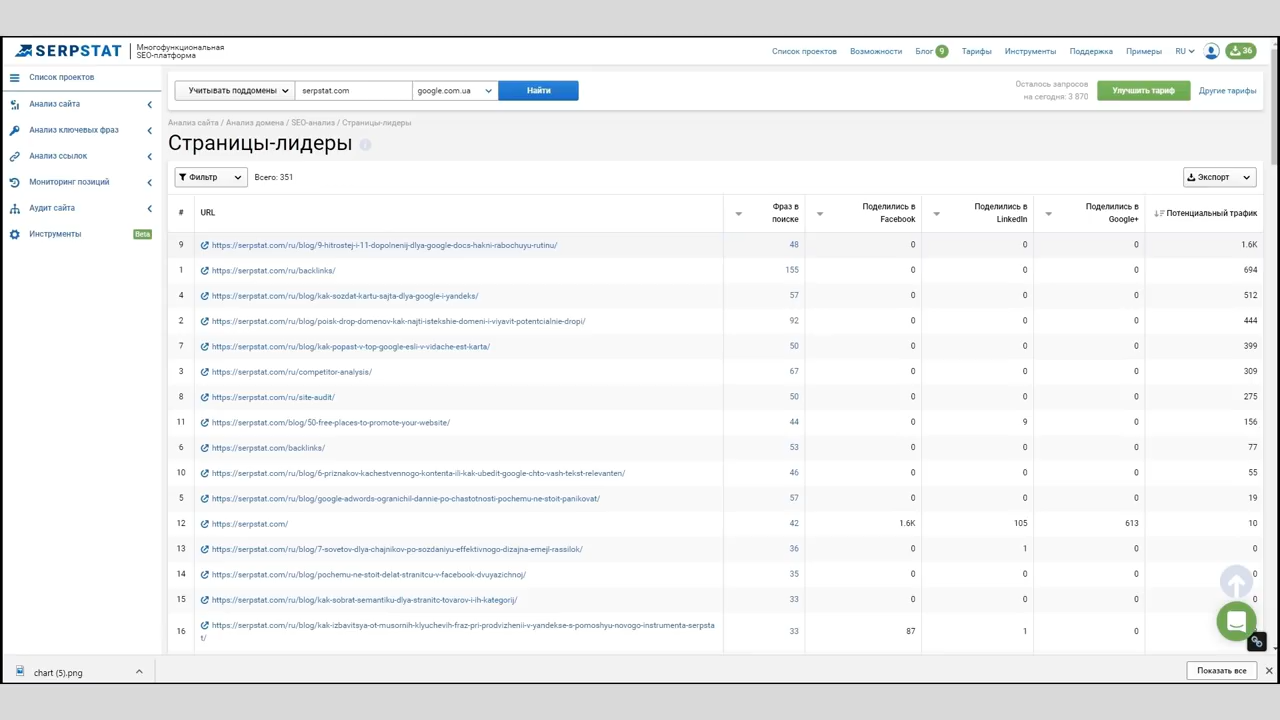 SERPSTAT
Многофункциональная
SEO-платформа
Список проектов Возможности Блог 9 Тарифы Инструменты Поддержка Примеры RU 36
Список проектов
Анализ сайта
Анализ ключевых фраз
Анализ ссылок
Мониторинг позиций
Аудит сайта
Инструменты Beta
Учитывать поддомены serpstat.com google.com.ua Найти
Осталось запросов
на сегодня: 3 870
Улучшить тариф Другие тарифы
Анализ сайта / Анализ домена / SEO-анализ / Страницы-лидеры
Страницы-лидеры
Фильтр Всего: 351 Экспорт
# URL Фраз в поиске Поделились в Facebook Поделились в LinkedIn Поделились в Google+ Потенциальный трафик
9 https://serpstat.com/ru/blog/9-hitrostej-i-11-dopolnenij-dlya-google-docs-hakni-rabochuyu-rutinu/ 48 0 0 0 1.6K
1 https://serpstat.com/ru/backlinks/ 155 0 0 0 694
4 https://serpstat.com/ru/blog/kak-sozdat-kartu-sajta-dlya-google-i-yandeks/ 57 0 0 0 512
2 https://serpstat.com/ru/blog/poisk-drop-domenov-kak-najti-istekshie-domeni-i-viyavit-potentcialnie-dropi/ 92 0 0 0 444
7 https://serpstat.com/ru/blog/kak-popast-v-top-google-esli-v-vidache-est-karta/ 50 0 0 0 399
3 https://serpstat.com/ru/competitor-analysis/ 67 0 0 0 309
8 https://serpstat.com/ru/site-audit/ 50 0 0 0 275
11 https://serpstat.com/blog/50-free-places-to-promote-your-website/ 44 0 9 0 156
6 https://serpstat.com/backlinks/ 53 0 0 0 77
10 https://serpstat.com/ru/blog/6-priznakov-kachestvennogo-kontenta-ili-kak-ubedit-google-chto-vash-tekst-relevanten/ 46 0 0 0 55
5 https://serpstat.com/ru/blog/google-adwords-ogranichil-dannie-po-chastotnosti-pochemu-ne-stoit-panikovat/ 57 0 0 0 19
12 https://serpstat.com/ 42 1.6K 105 613 10
13 https://serpstat.com/ru/blog/7-sovetov-dlya-chajnikov-po-sozdaniyu-effektivnogo-dizajna-emejl-rassilok/ 36 0 1 0 0
14 https://serpstat.com/ru/blog/pochemu-ne-stoit-delat-stranitcu-v-facebook-dvuyazichnoj/ 35 0 0 0 0
15 https://serpstat.com/ru/blog/kak-sobrat-semantiku-dlya-stranitc-tovarov-i-ih-kategorij/ 33 0 0 0 0
16 https://serpstat.com/ru/blog/kak-izbavitsya-ot-musornih-klyuchevih-fraz-pri-prodvizhenii-v-yandekse-s-pomoshyu-novogo-instrumenta-serpsta
t/ 33 87 1 0
chart (5).png Показать все